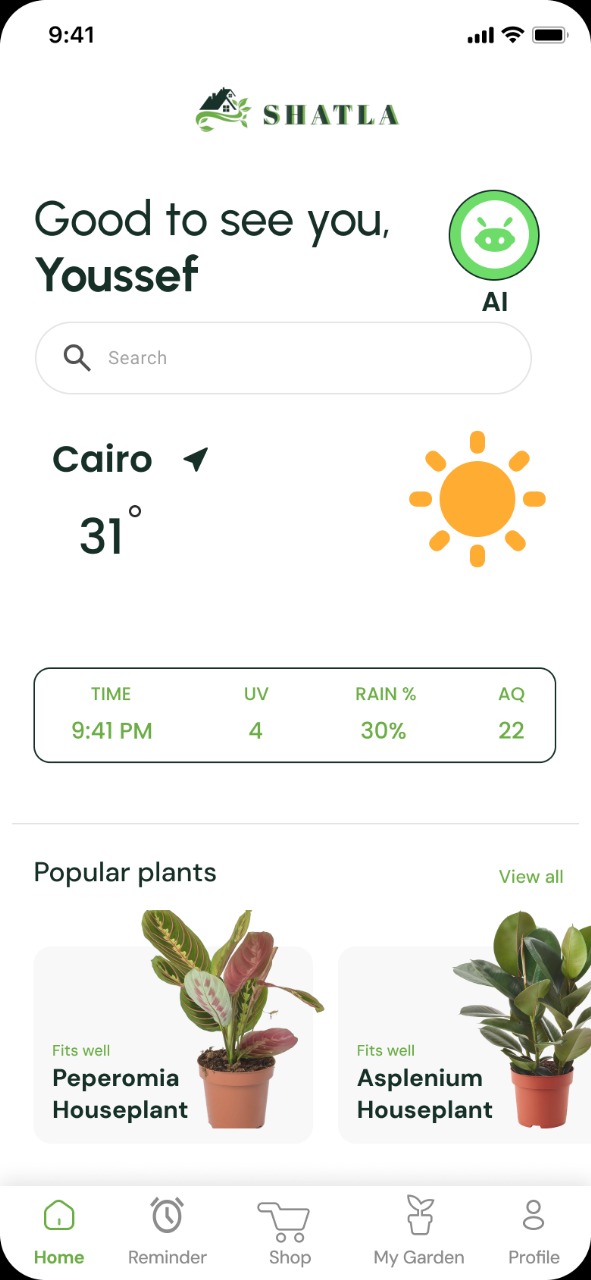 9:41
SHATLA
Good to see you,
Youssef
AI
Search
Cairo
31°
TIME UV RAIN % AQ
9:41 PM 4 30% 22
Popular plants
View all
Fits well
Peperomia
Houseplant
Fits well
Asplenium
Houseplant
Home Reminder Shop My Garden Profile